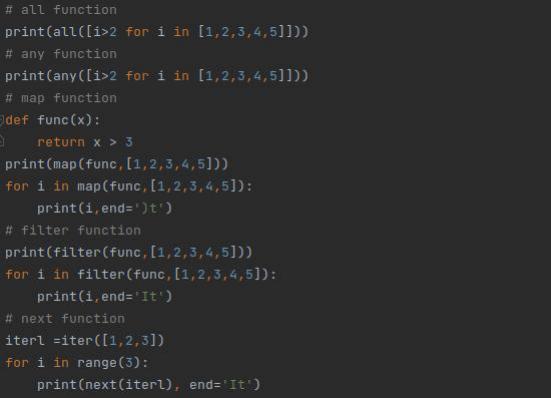 # all function
print(all([i>2 for i in [1,2,3,4,5]]))
# any function
print(any([i>2 for i in [1,2,3,4,5]]))
# map function
def func(x):
    return x > 3
print(map(func,[1,2,3,4,5]))
for i in map(func,[1,2,3,4,5]):
    print(i,end=')t')
# filter function
print(filter(func,[1,2,3,4,5]))
for i in filter(func,[1,2,3,4,5]):
    print(i,end='It')
# next function
iterl =iter([1,2,3])
for i in range(3):
    print(next(iterl), end='It')